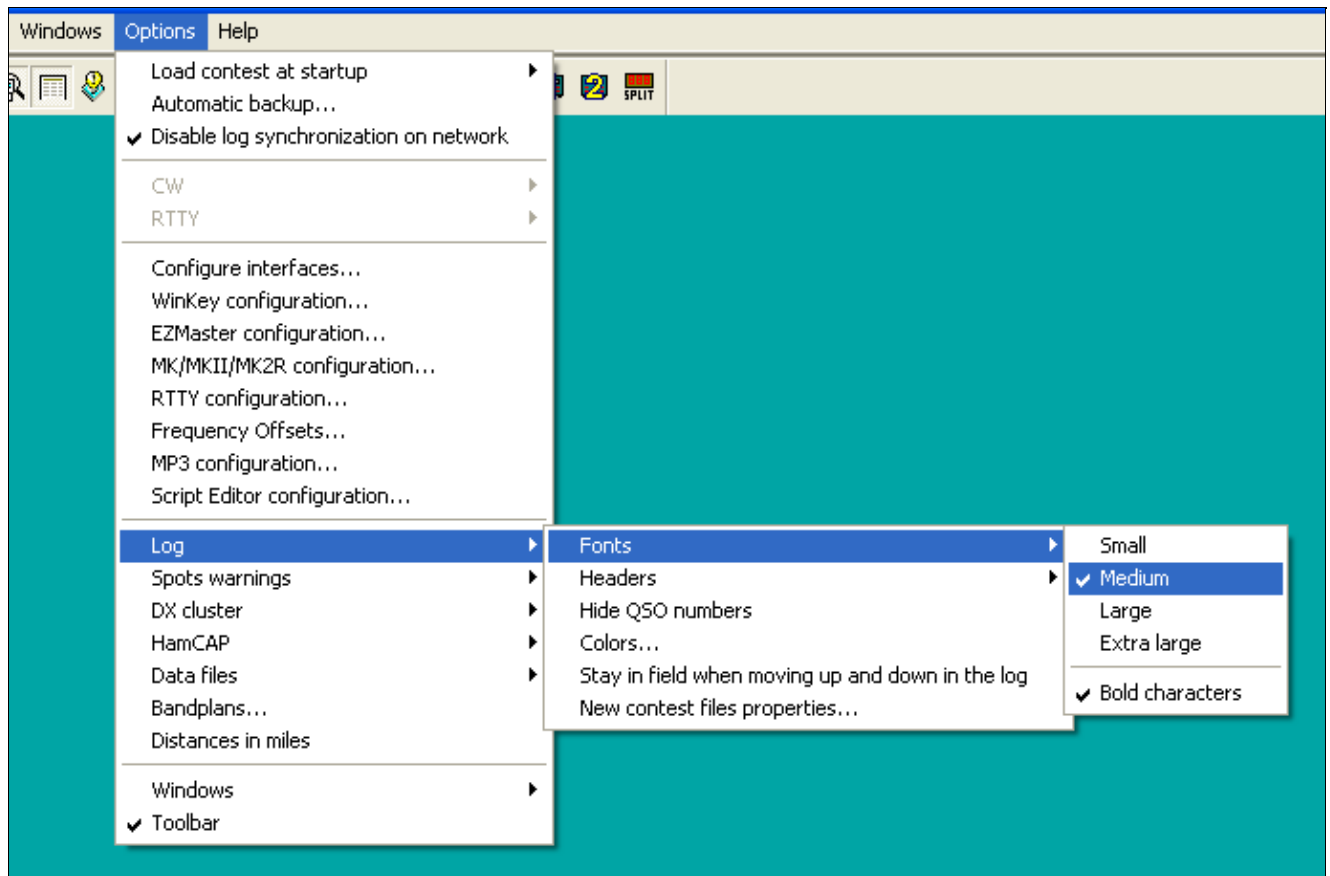 Windows Options Help
2 SPLIT
Load contest at startup
Automatic backup...
Disable log synchronization on network
CW
RTTY
Configure interfaces...
WinKey configuration...
EZMaster configuration...
MK/MKII/MK2R configuration...
RTTY configuration...
Frequency Offsets...
MP3 configuration...
Script Editor configuration...
Log
Spots warnings
DX cluster
HamCAP
Data files
Bandplans...
Distances in miles
Windows
Toolbar
Fonts
Headers
Hide QSO numbers
Colors...
Stay in field when moving up and down in the log
New contest files properties...
Small
Medium
Large
Extra large
Bold characters